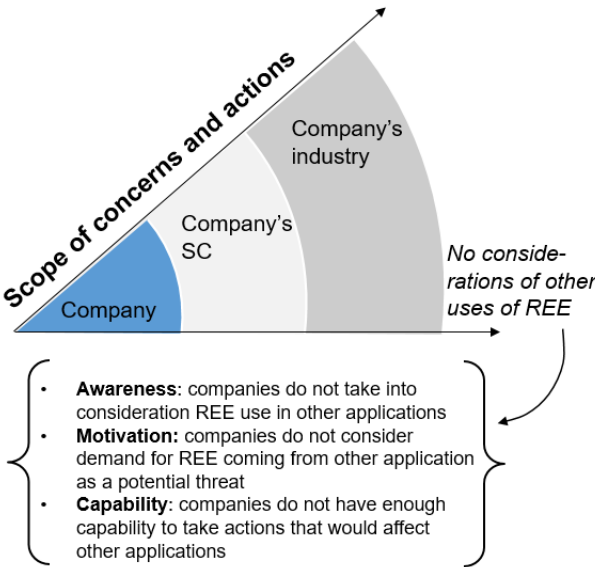 Scope of concerns and actions
Company's
industry
Company's
SC
Company
No conside-
rations of other
uses of REE
• Awareness: companies do not take into
consideration REE use in other applications
• Motivation: companies do not consider
demand for REE coming from other application
as a potential threat
• Capability: companies do not have enough
capability to take actions that would affect
other applications